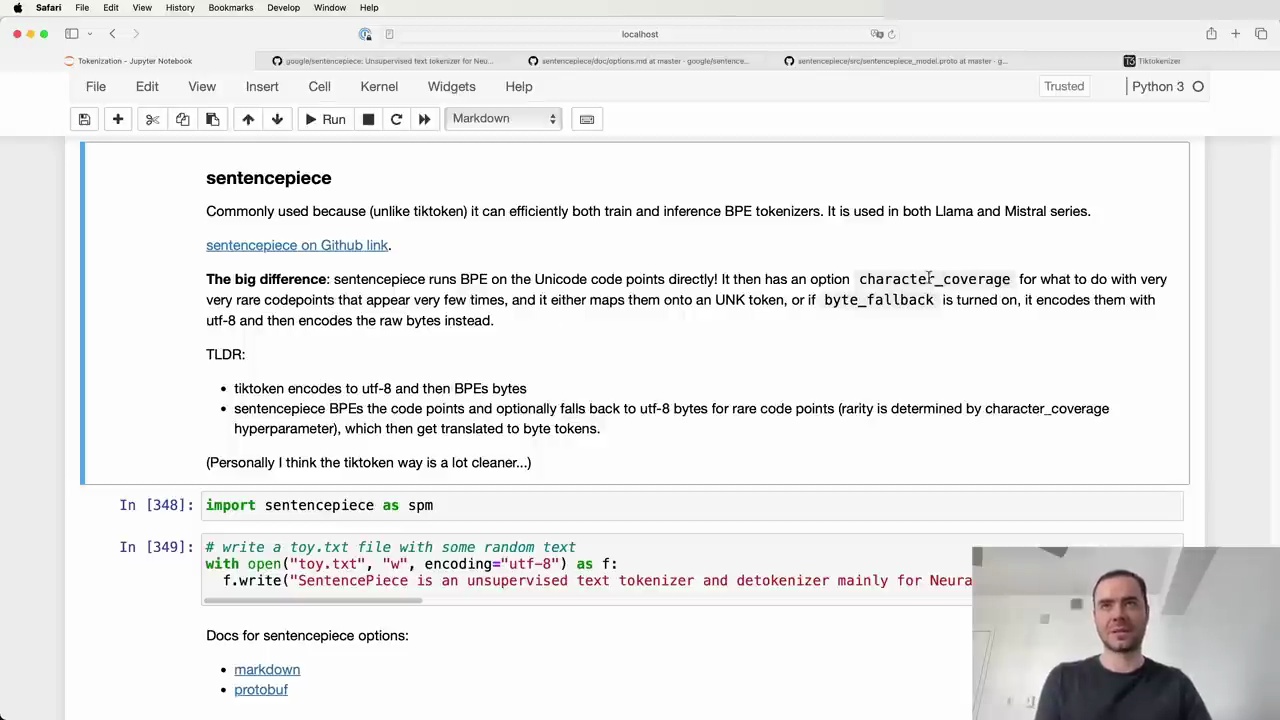 Safari File Edit View History Bookmarks Develop Window Help
localhost
Tokenization - Jupyter Notebook
google/sentencepiece: Unsupervised text tokenizer for Neu...
sentencepiece/doc/options.md at master · google/sentence...
sentencepiece/src/sentencepiece_model.proto at master · g...
T3 Tiktokenizer
File Edit View Insert Cell Kernel Widgets Help
Trusted
Python 3
Run
Markdown
sentencepiece
Commonly used because (unlike tiktoken) it can efficiently both train and inference BPE tokenizers. It is used in both Llama and Mistral series.
sentencepiece on Github link.
The big difference: sentencepiece runs BPE on the Unicode code points directly! It then has an option character_coverage for what to do with very
very rare codepoints that appear very few times, and it either maps them onto an UNK token, or if byte_fallback is turned on, it encodes them with
utf-8 and then encodes the raw bytes instead.
TLDR:
• tiktoken encodes to utf-8 and then BPEs bytes
• sentencepiece BPEs the code points and optionally falls back to utf-8 bytes for rare code points (rarity is determined by character_coverage
hyperparameter), which then get translated to byte tokens.
(Personally I think the tiktoken way is a lot cleaner...)
In [348]: import sentencepiece as spm
In [349]: # write a toy.txt file with some random text
with open("toy.txt", "w", encoding="utf-8") as f:
f.write("SentencePiece is an unsupervised text tokenizer and detokenizer mainly for Neura
Docs for sentencepiece options:
• markdown
• protobuf